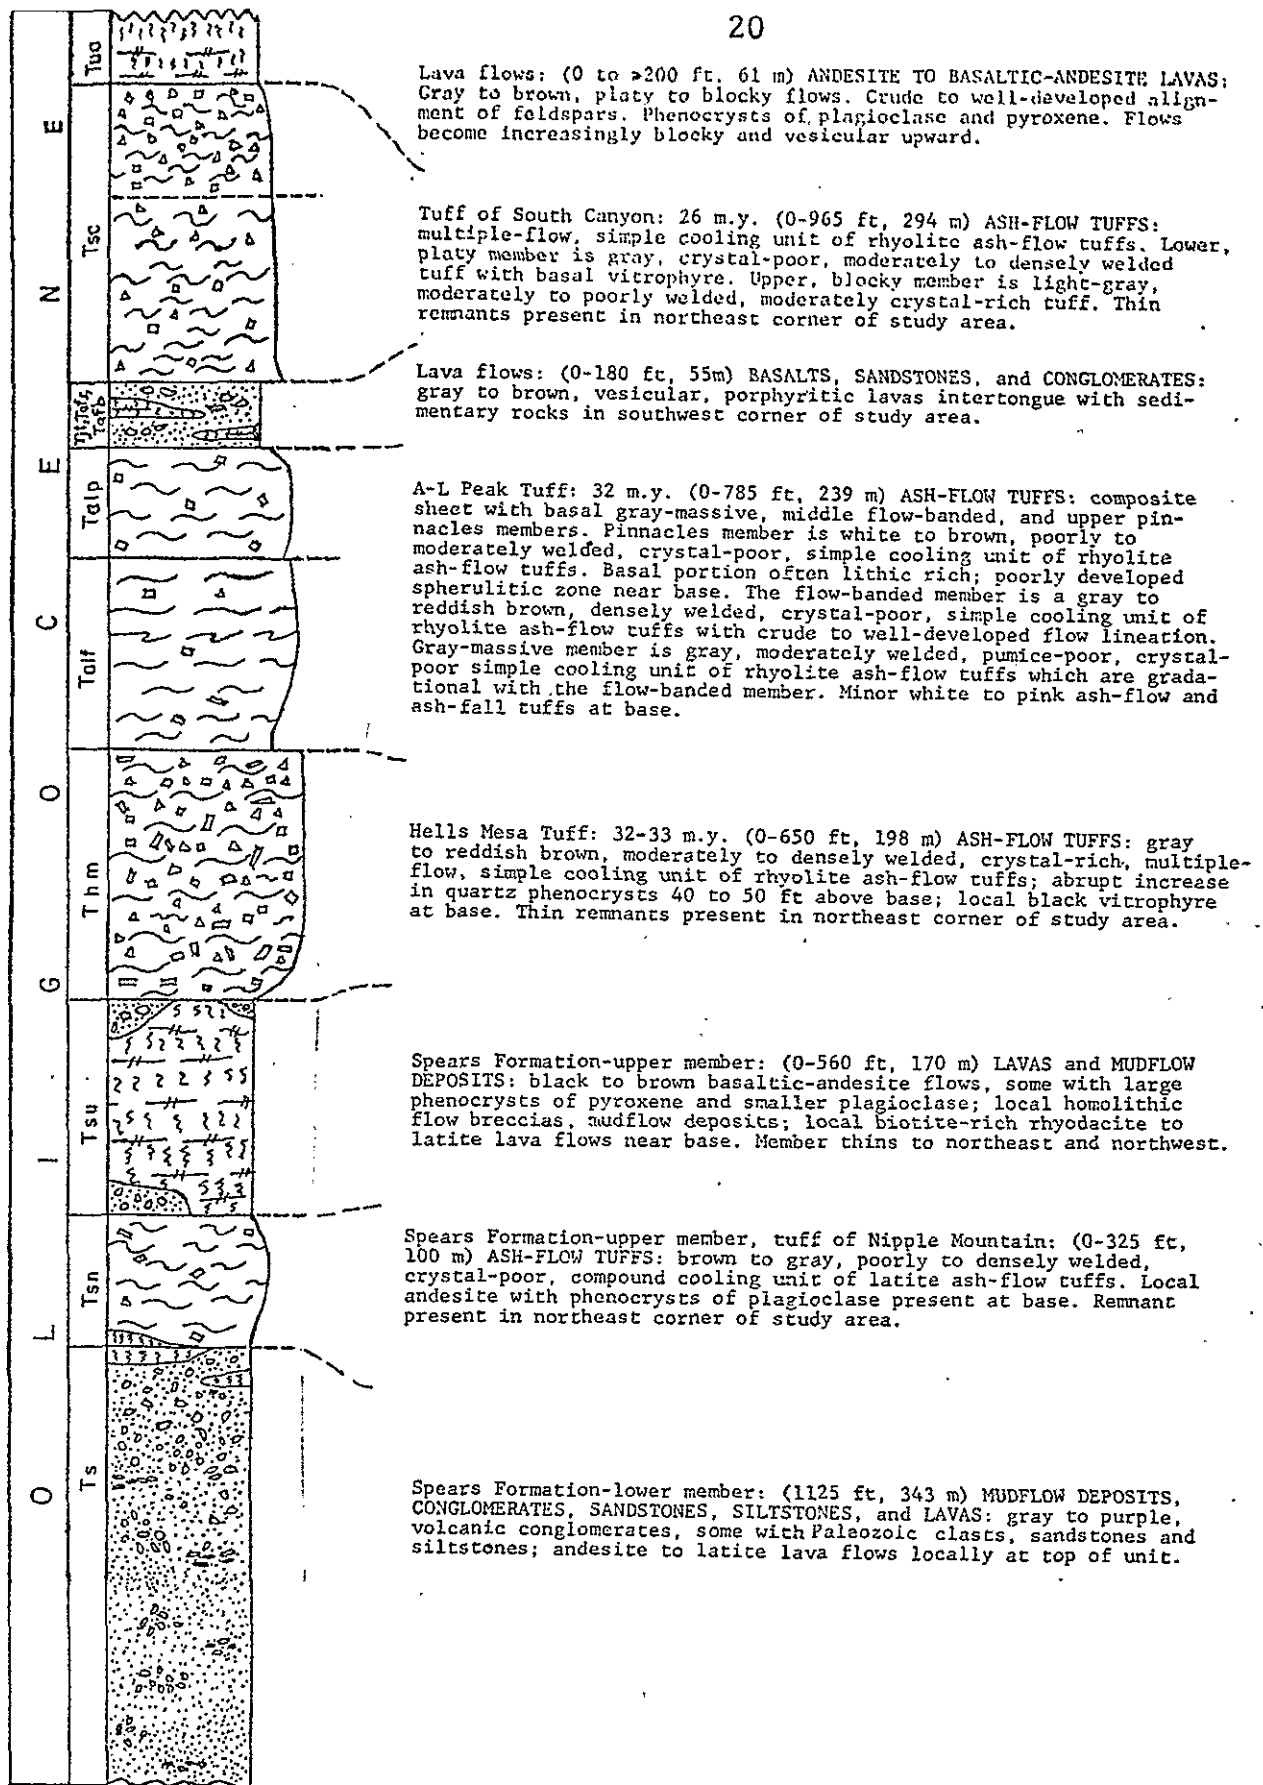 20
Tua
Lava flows: (0 to >200 ft, 61 m) ANDESITE TO BASALTIC-ANDESITE LAVAS:
Gray to brown, platy to blocky flows. Crude to well-developed align-
ment of feldspars. Phenocrysts of plagioclase and pyroxene. Flows
become increasingly blocky and vesicular upward.
Tsc
Tuff of South Canyon: 26 m.y. (0-965 ft, 294 m) ASH-FLOW TUFFS:
multiple-flow, simple cooling unit of rhyolite ash-flow tuffs. Lower,
platy member is gray, crystal-poor, moderately to densely welded
tuff with basal vitrophyre. Upper, blocky member is light-gray,
moderately to poorly welded, moderately crystal-rich tuff. Thin
remnants present in northeast corner of study area.
Tafb
Lava flows: (0-180 ft, 55m) BASALTS, SANDSTONES, and CONGLOMERATES:
gray to brown, vesicular, porphyritic lavas intertongue with sedi-
mentary rocks in southwest corner of study area.
Talp
Talf
A-L Peak Tuff: 32 m.y. (0-785 ft, 239 m) ASH-FLOW TUFFS: composite
sheet with basal gray-massive, middle flow-banded, and upper pin-
nacles members. Pinnacles member is white to brown, poorly to
moderately welded, crystal-poor, simple cooling unit of rhyolite
ash-flow tuffs. Basal portion often lithic rich; poorly developed
spherulitic zone near base. The flow-banded member is a gray to
reddish brown, densely welded, crystal-poor, simple cooling unit of
rhyolite ash-flow tuffs with crude to well-developed flow lineation.
Gray-massive member is gray, moderately welded, pumice-poor, crystal-
poor simple cooling unit of rhyolite ash-flow tuffs which are grada-
tional with the flow-banded member. Minor white to pink ash-flow and
ash-fall tuffs at base.
Thm
Hells Mesa Tuff: 32-33 m.y. (0-650 ft, 198 m) ASH-FLOW TUFFS: gray
to reddish brown, moderately to densely welded, crystal-rich, multiple-
flow, simple cooling unit of rhyolite ash-flow tuffs; abrupt increase
in quartz phenocrysts 40 to 50 ft above base; local black vitrophyre
at base. Thin remnants present in northeast corner of study area.
Tsu
Spears Formation-upper member: (0-560 ft, 170 m) LAVAS and MUDFLOW
DEPOSITS: black to brown basaltic-andesite flows, some with large
phenocrysts of pyroxene and smaller plagioclase; local homolithic
flow breccias, mudflow deposits; local biotite-rich rhyodacite to
latite lava flows near base. Member thins to northeast and northwest.
Tsn
Spears Formation-upper member, tuff of Nipple Mountain: (0-325 ft,
100 m) ASH-FLOW TUFFS: brown to gray, poorly to densely welded,
crystal-poor, compound cooling unit of latite ash-flow tuffs. Local
andesite with phenocrysts of plagioclase present at base. Remnant
present in northeast corner of study area.
Ts
Spears Formation-lower member: (1125 ft, 343 m) MUDFLOW DEPOSITS,
CONGLOMERATES, SANDSTONES, SILTSTONES, and LAVAS: gray to purple,
volcanic conglomerates, some with Paleozoic clasts, sandstones and
siltstones; andesite to latite lava flows locally at top of unit.
OLIGOCENE